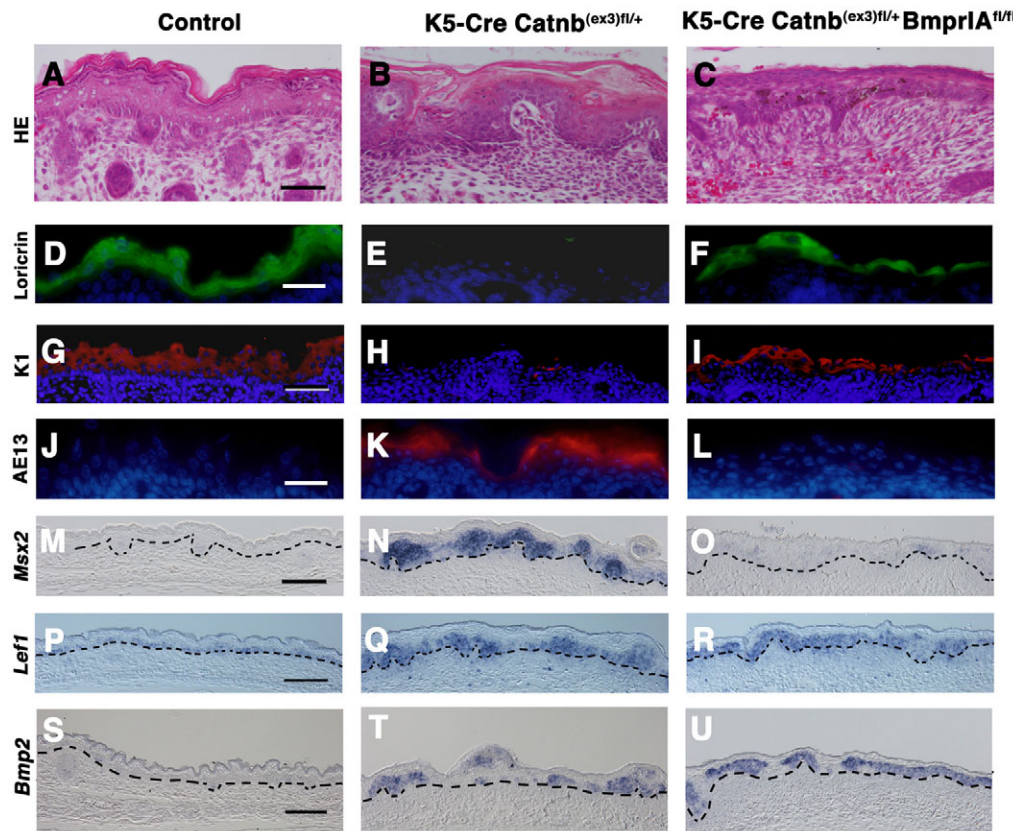 Control
K5-Cre Catnb(ex3)fl/+
K5-Cre Catnb(ex3)fl/+ BmprIAfl/fl
HE
A
B
C
Loricrin
D
E
F
K1
G
H
I
AE13
J
K
L
Msx2
M
N
O
Lef1
P
Q
R
Bmp2
S
T
U